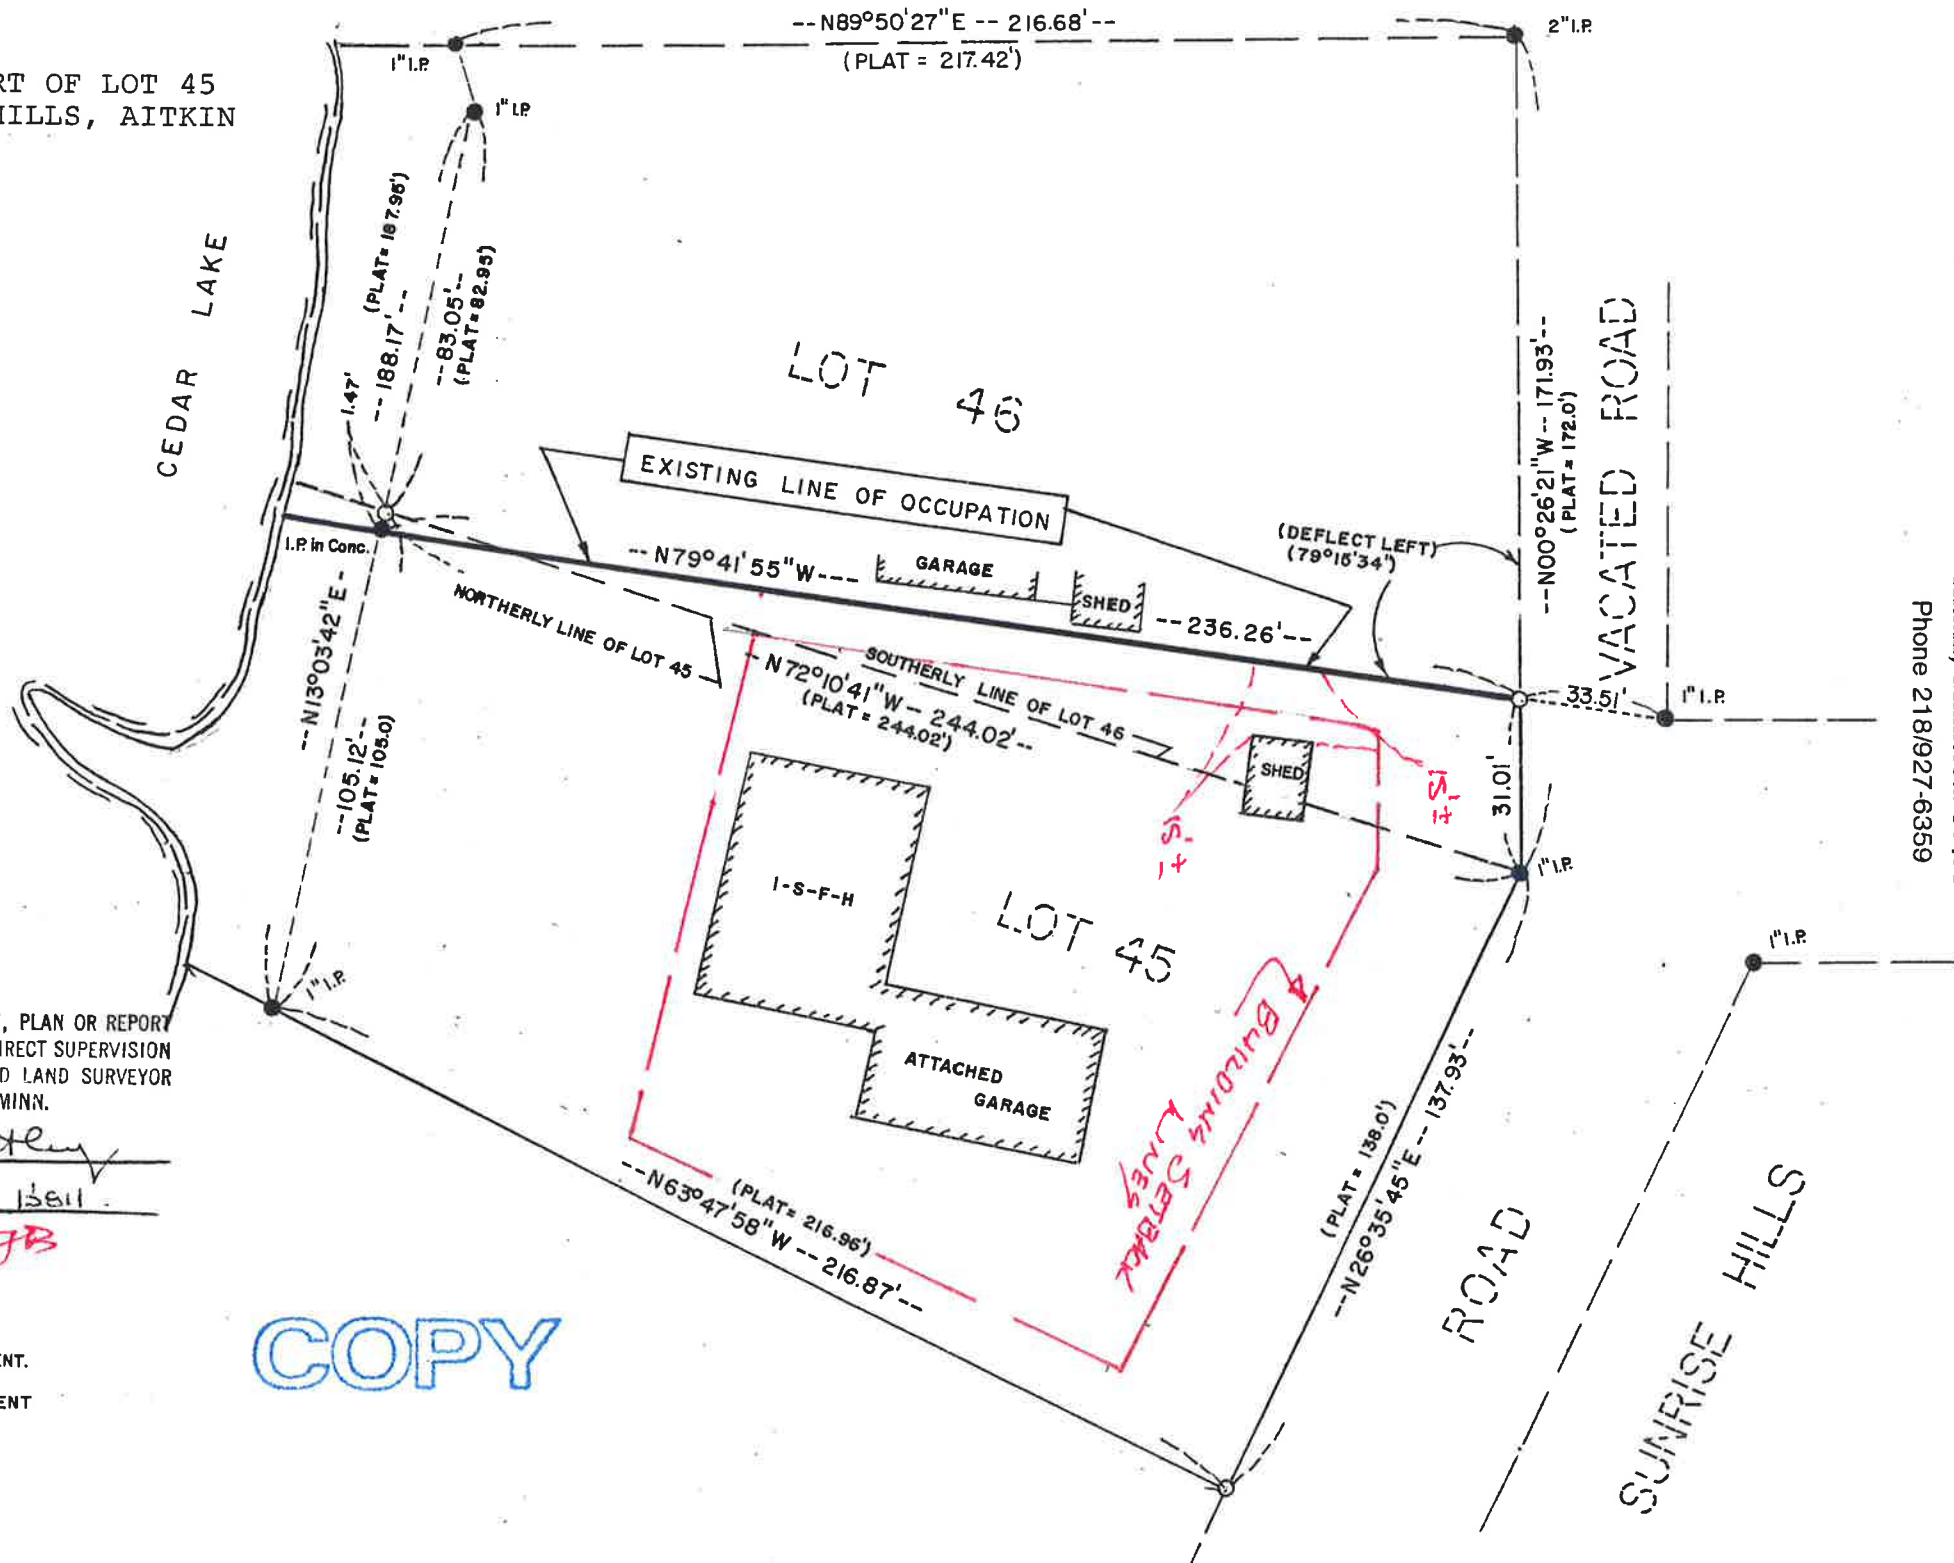 --N89°50'27"E -- 216.68'--
(PLAT = 217.42')
2" I.P.
1" I.P.
RT OF LOT 45
HILLS, AITKIN
1" I.P.
CEDAR LAKE
(PLAT = 187.95')
--188.17'--
--83.05'--
(PLAT = 82.95')
1.47'
LOT 46
--N00°26'21"W -- 171.93'--
(PLAT = 172.0')
VACATED ROAD
Phone 218/927-6359
EXISTING LINE OF OCCUPATION
(DEFLECT LEFT)
(79°15'34")
I.P. in Conc.
-- N79°41'55"W---
GARAGE
SHED
--236.26'--
NORTHERLY LINE OF LOT 45
SOUTHERLY LINE OF LOT 46
--N72°10'41"W -- 244.02'--
(PLAT = 244.02')
33.51'
1" I.P.
--N13°03'42"E-
--105.12'--
(PLAT = 105.0)
SHED
15'±
15'±
31.01'
1" I.P.
1-S-F-H
LOT 45
1" I.P.
1" I.P.
BUILDING SETBACK
LINES
, PLAN OR REPORT
IRECT SUPERVISION
D LAND SURVEYOR
MINN.
ATTACHED
GARAGE
13811.
JB
(PLAT = 216.96')
--N63°47'58"W -- 216.87'--
(PLAT = 138.0')
--N26°35'45"E -- 137.93'--
ROAD
SUNRISE HILLS
COPY
ENT.
ENT